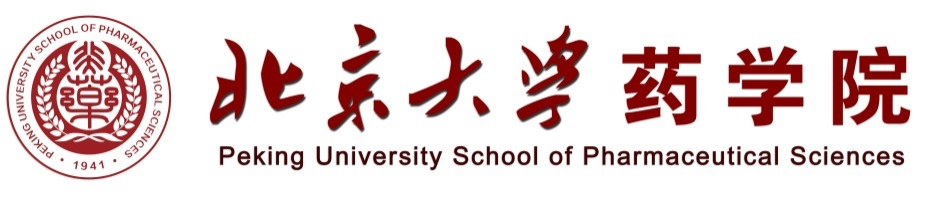 PEKING UNIVERSITY SCHOOL OF PHARMACEUTICAL SCIENCES
藥
· 1941 ·
北京大学药学院
Peking University School of Pharmaceutical Sciences